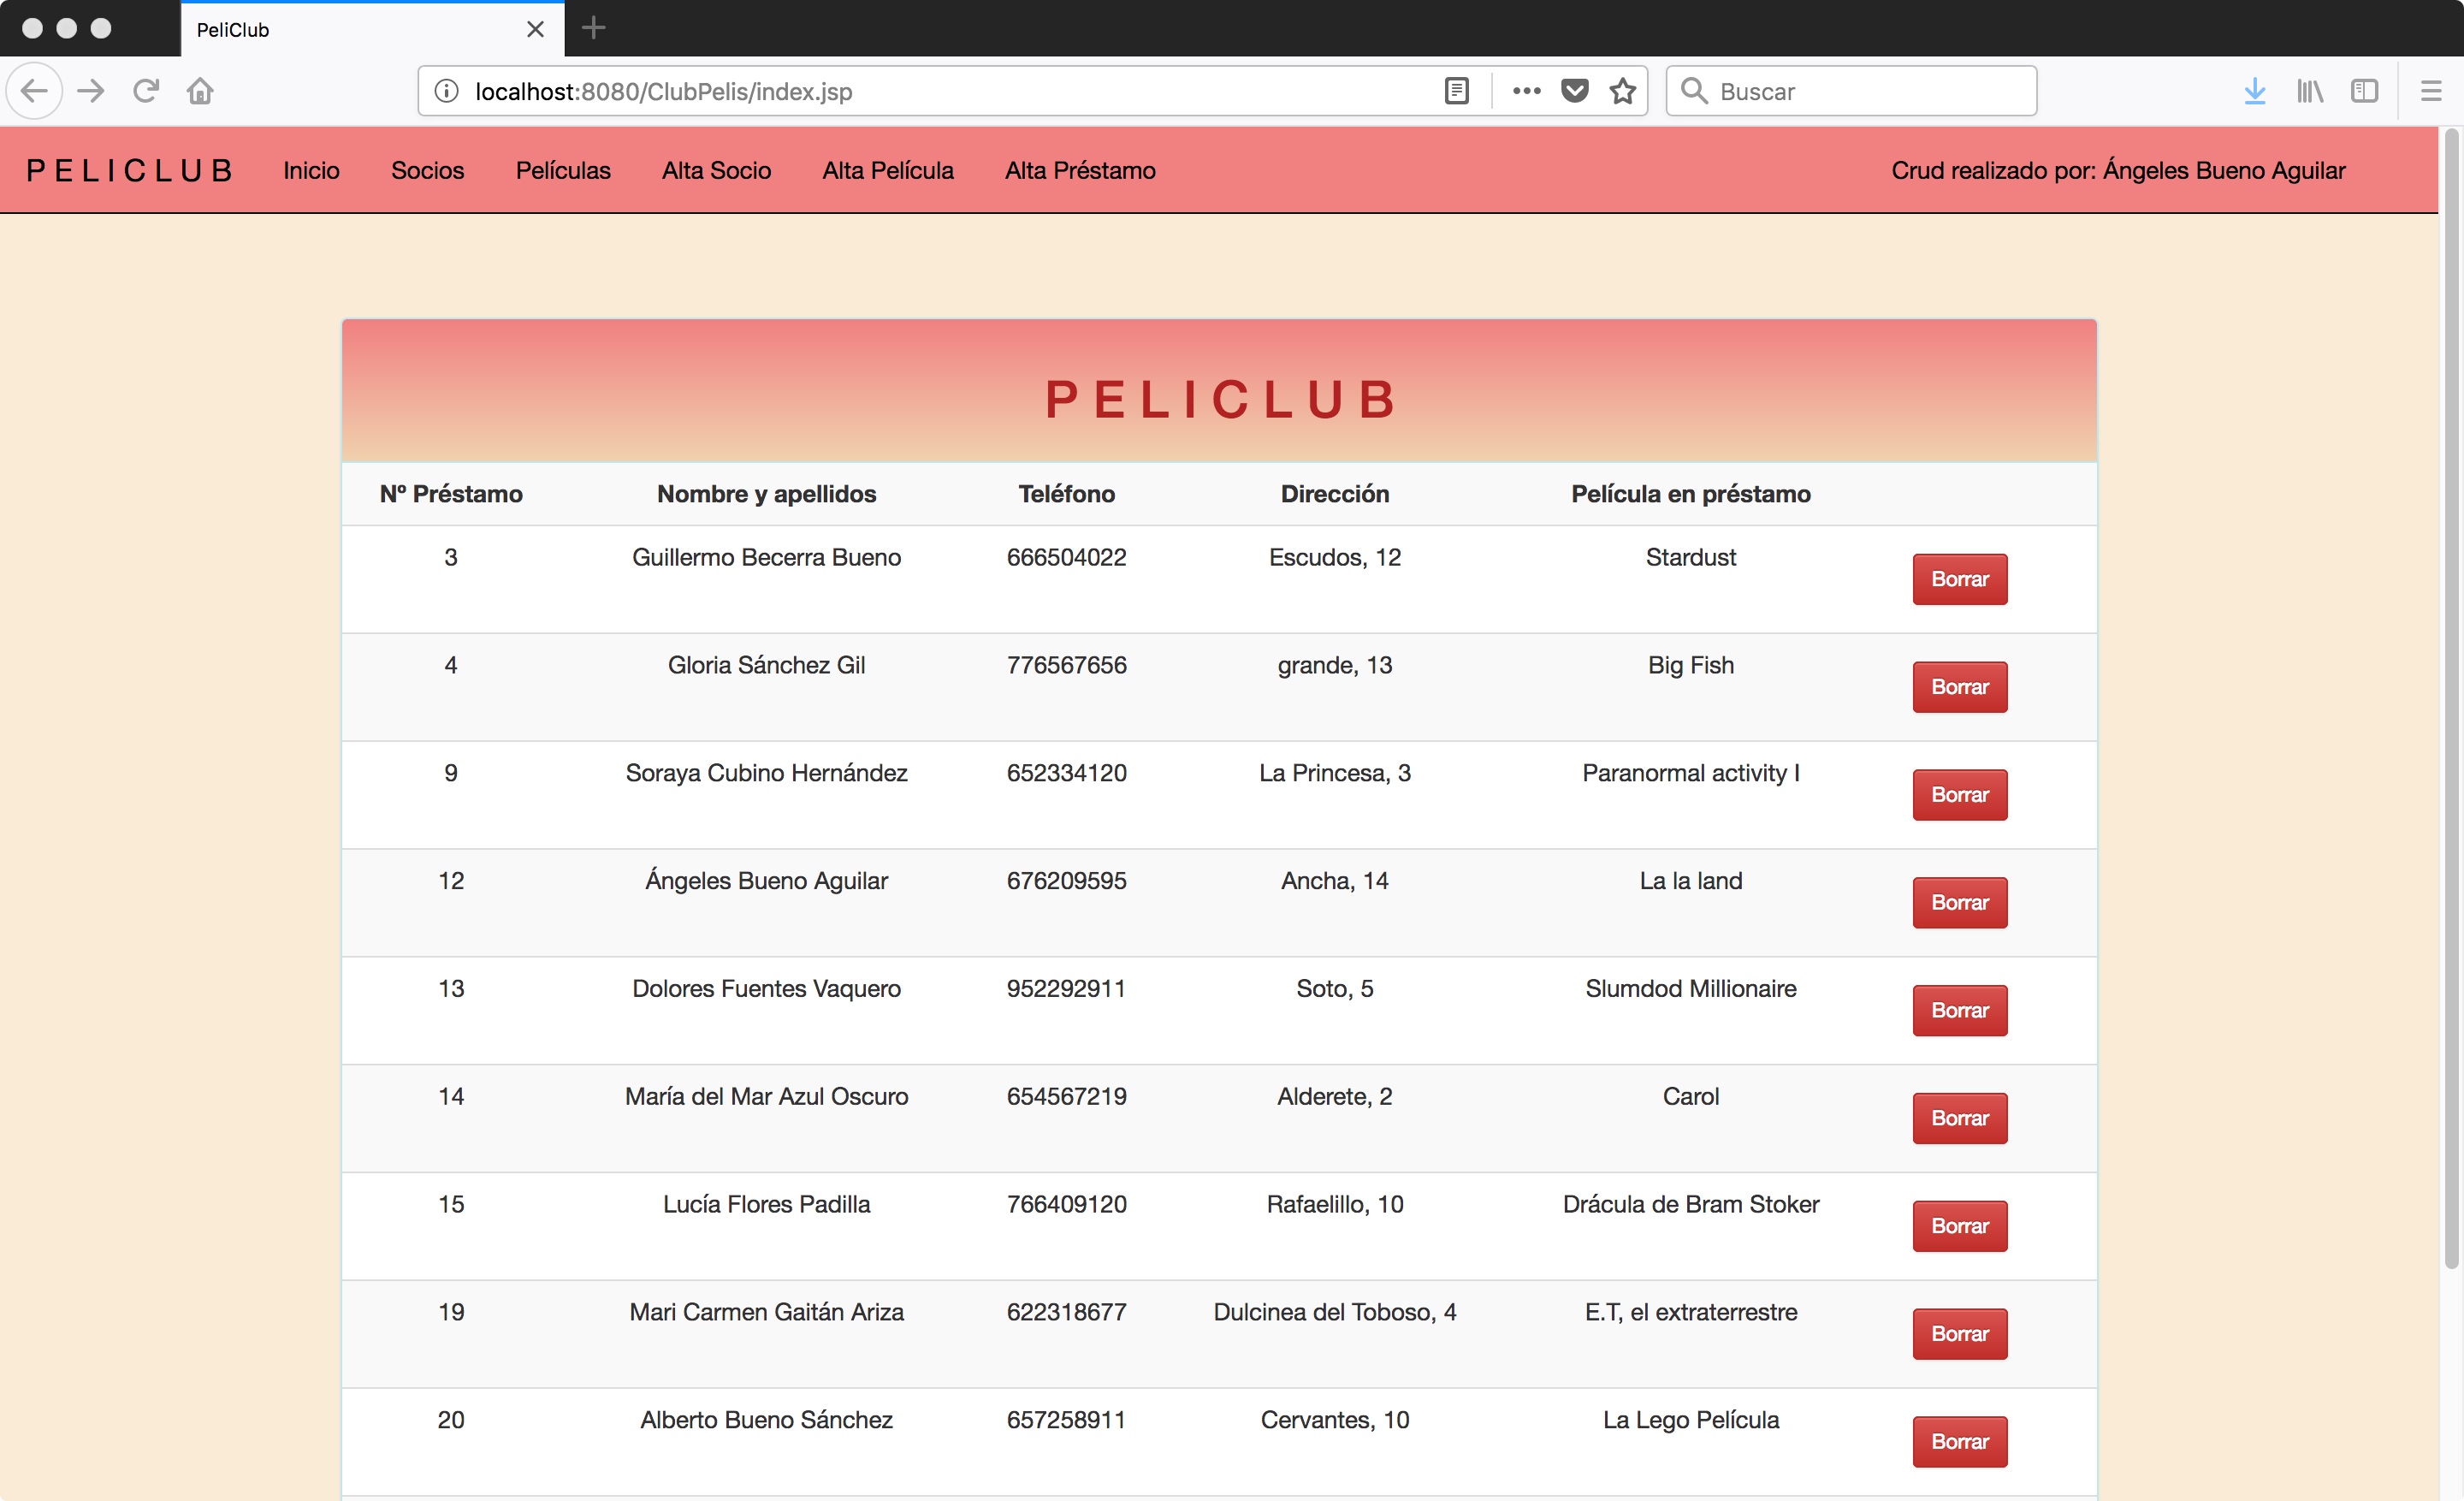 PeliClub
localhost:8080/ClubPelis/index.jsp Buscar
PELICLUB Inicio Socios Películas Alta Socio Alta Película Alta Préstamo Crud realizado por: Ángeles Bueno Aguilar
PELICLUB
Nº Préstamo Nombre y apellidos Teléfono Dirección Película en préstamo
3 Guillermo Becerra Bueno 666504022 Escudos, 12 Stardust Borrar
4 Gloria Sánchez Gil 776567656 grande, 13 Big Fish Borrar
9 Soraya Cubino Hernández 652334120 La Princesa, 3 Paranormal activity I Borrar
12 Ángeles Bueno Aguilar 676209595 Ancha, 14 La la land Borrar
13 Dolores Fuentes Vaquero 952292911 Soto, 5 Slumdod Millionaire Borrar
14 María del Mar Azul Oscuro 654567219 Alderete, 2 Carol Borrar
15 Lucía Flores Padilla 766409120 Rafaelillo, 10 Drácula de Bram Stoker Borrar
19 Mari Carmen Gaitán Ariza 622318677 Dulcinea del Toboso, 4 E.T, el extraterrestre Borrar
20 Alberto Bueno Sánchez 657258911 Cervantes, 10 La Lego Película Borrar